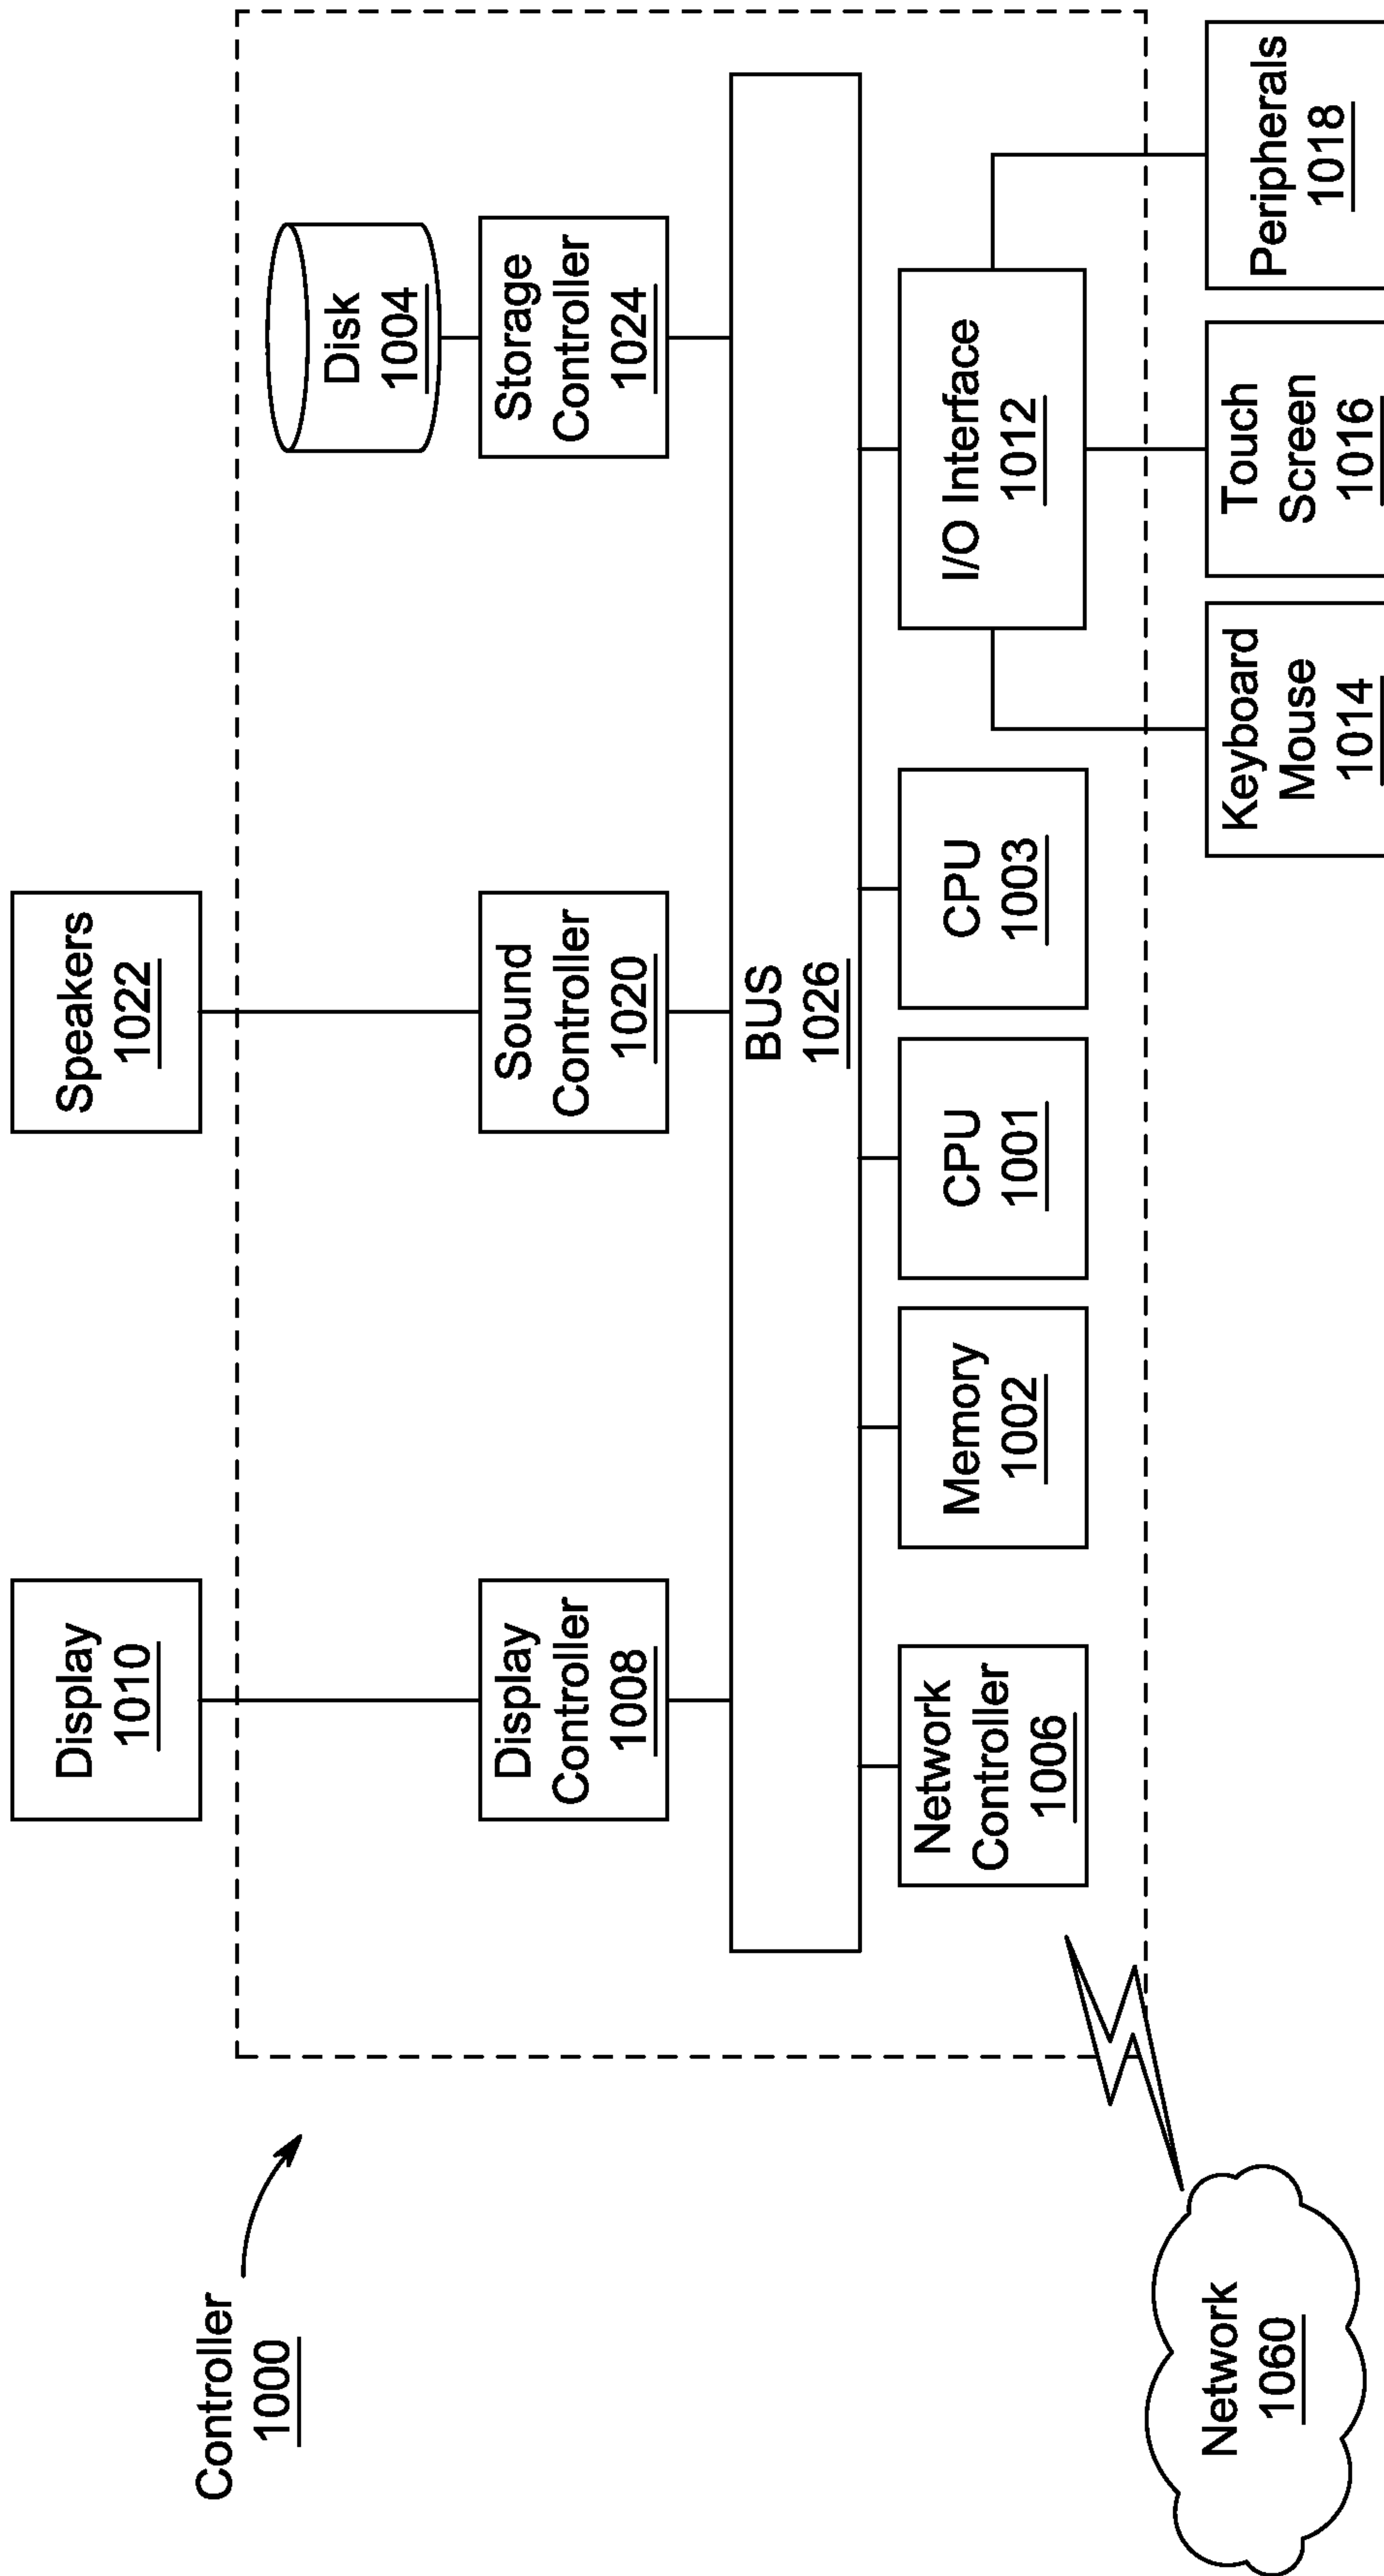 Controller
1000
Display
1010
Speakers
1022
Disk
1004
Display
Controller
1008
Sound
Controller
1020
Storage
Controller
1024
BUS
1026
Network
Controller
1006
Memory
1002
CPU
1001
CPU
1003
I/O Interface
1012
Network
1060
Keyboard
Mouse
1014
Touch
Screen
1016
Peripherals
1018